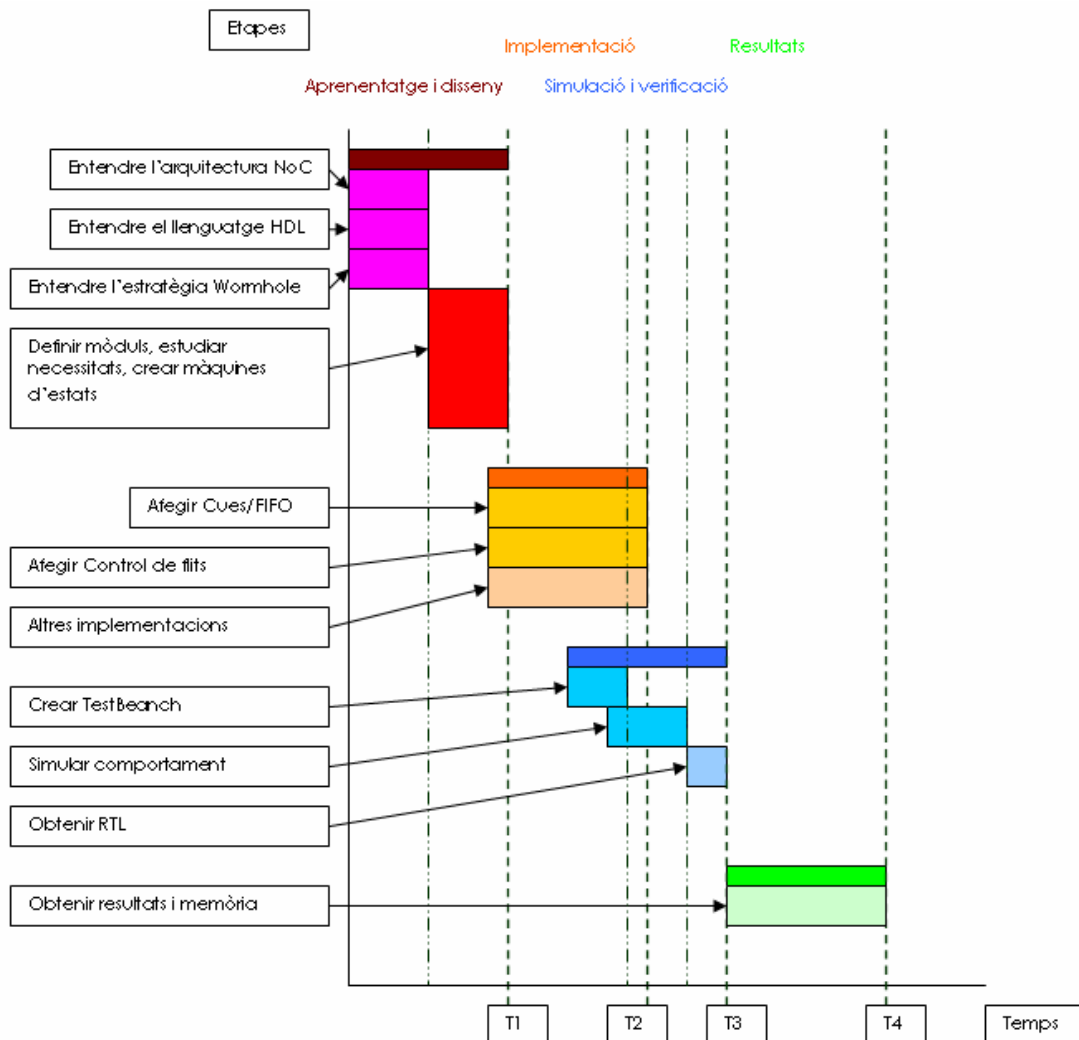 Etapes
Implementació
Resultats
Aprenentatge i disseny
Simulació i verificació
Entendre l'arquitectura NoC
Entendre el llenguatge HDL
Entendre l'estratègia Wormhole
Definir mòduls, estudiar
necessitats, crear màquines
d'estats
Afegir Cues/FIFO
Afegir Control de flits
Altres implementacions
Crear TestBeanch
Simular comportament
Obtenir RTL
Obtenir resultats i memòria
T1
T2
T3
T4
Temps